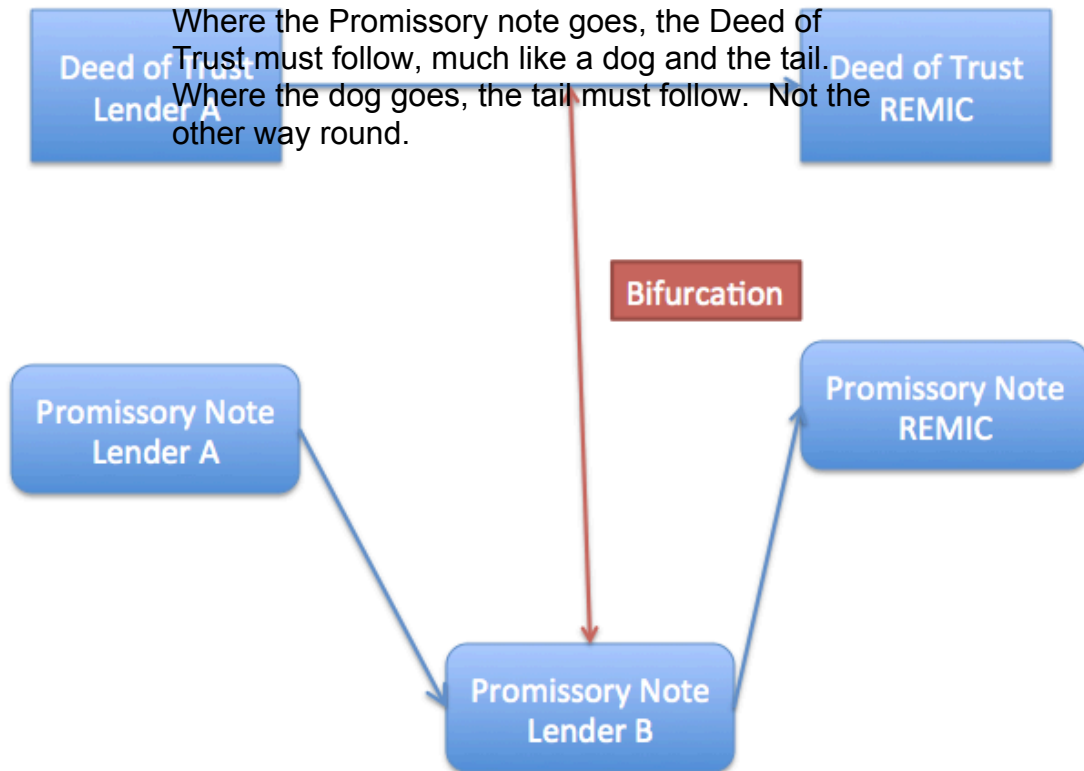 Where the Promissory note goes, the Deed of
Trust must follow, much like a dog and the tail.
Where the dog goes, the tail must follow.  Not the
other way round.
Deed of Trust
Lender A
Deed of Trust
REMIC
Bifurcation
Promissory Note
Lender A
Promissory Note
REMIC
Promissory Note
Lender B